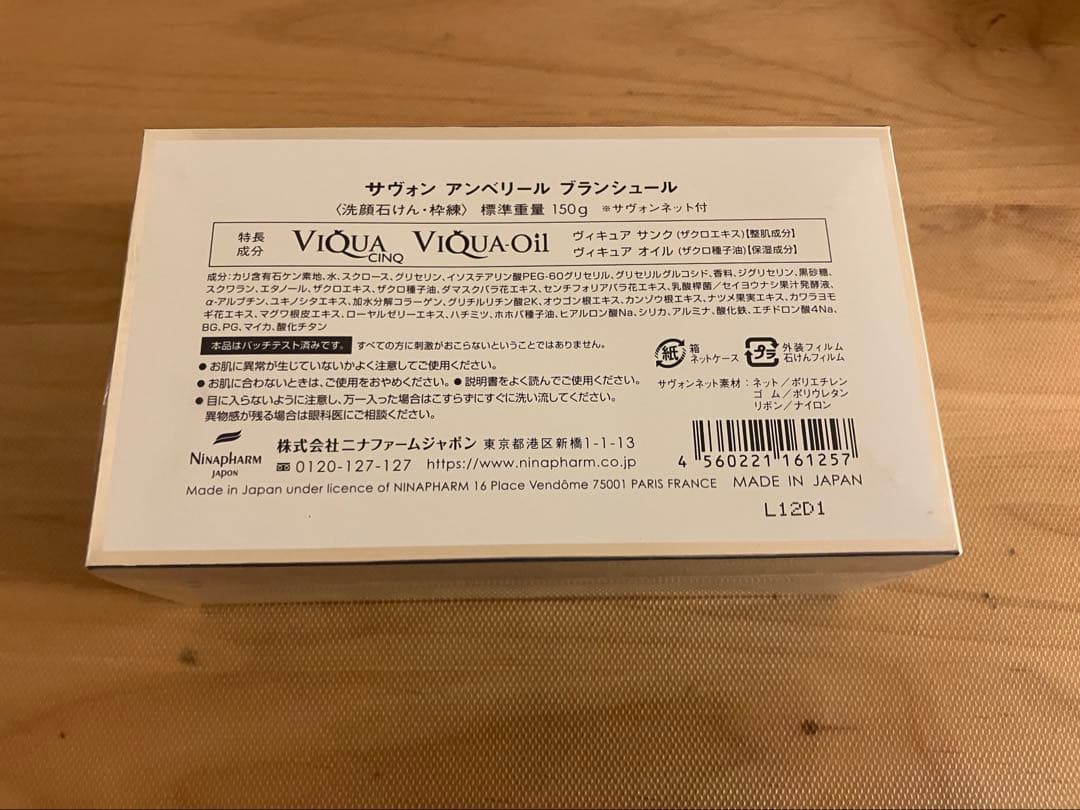 サヴォン アンベリール ブランシュール
〈洗顔石けん・枠練〉 標準重量 150g ※サヴォンネット付
特長成分 VIQUA CINQ VIQUA-Oil
ヴィキュア サンク(ザクロエキス)【整肌成分】
ヴィキュア オイル(ザクロ種子油)【保湿成分】
成分:カリ含有石ケン素地、水、スクロース、グリセリン、イソステアリン酸PEG-60グリセリル、グリセリルグルコシド、香料、ジグリセリン、黒砂糖、
スクワラン、エタノール、ザクロエキス、ザクロ種子油、ダマスクバラ花エキス、センチフォリアバラ花エキス、乳酸桿菌/セイヨウナシ果汁発酵液、
α-アルブチン、ユキノシタエキス、加水分解コラーゲン、グリチルリチン酸2K、オウゴン根エキス、カンゾウ根エキス、ナツメ果実エキス、カワラヨモ
ギ花エキス、マグワ根皮エキス、ローヤルゼリーエキス、ハチミツ、ホホバ種子油、ヒアルロン酸Na、シリカ、アルミナ、酸化鉄、エチドロン酸4Na、
BG、PG、マイカ、酸化チタン
本品はパッチテスト済みです。 すべての方に刺激がおこらないということではありません。
●お肌に異常が生じていないかよく注意してご使用ください。
●お肌に合わないときは、ご使用をおやめください。●説明書をよく読んでご使用ください。
●目に入らないように注意し、万一入った場合はこすらずにすぐに洗い流してください。
異物感が残る場合は眼科医にご相談ください。
紙 箱 ネットケース
プラ 外装フィルム 石けんフィルム
サヴォンネット素材:ネット/ポリエチレン
ゴム/ポリウレタン
リボン/ナイロン
NINAPHARM JAPON
株式会社ニナファームジャポン 東京都港区新橋1-1-13
0120-127-127 https://www.ninapharm.co.jp
4 560221 161257
Made in Japan under licence of NINAPHARM 16 Place Vendôme 75001 PARIS FRANCE MADE IN JAPAN
L12D1